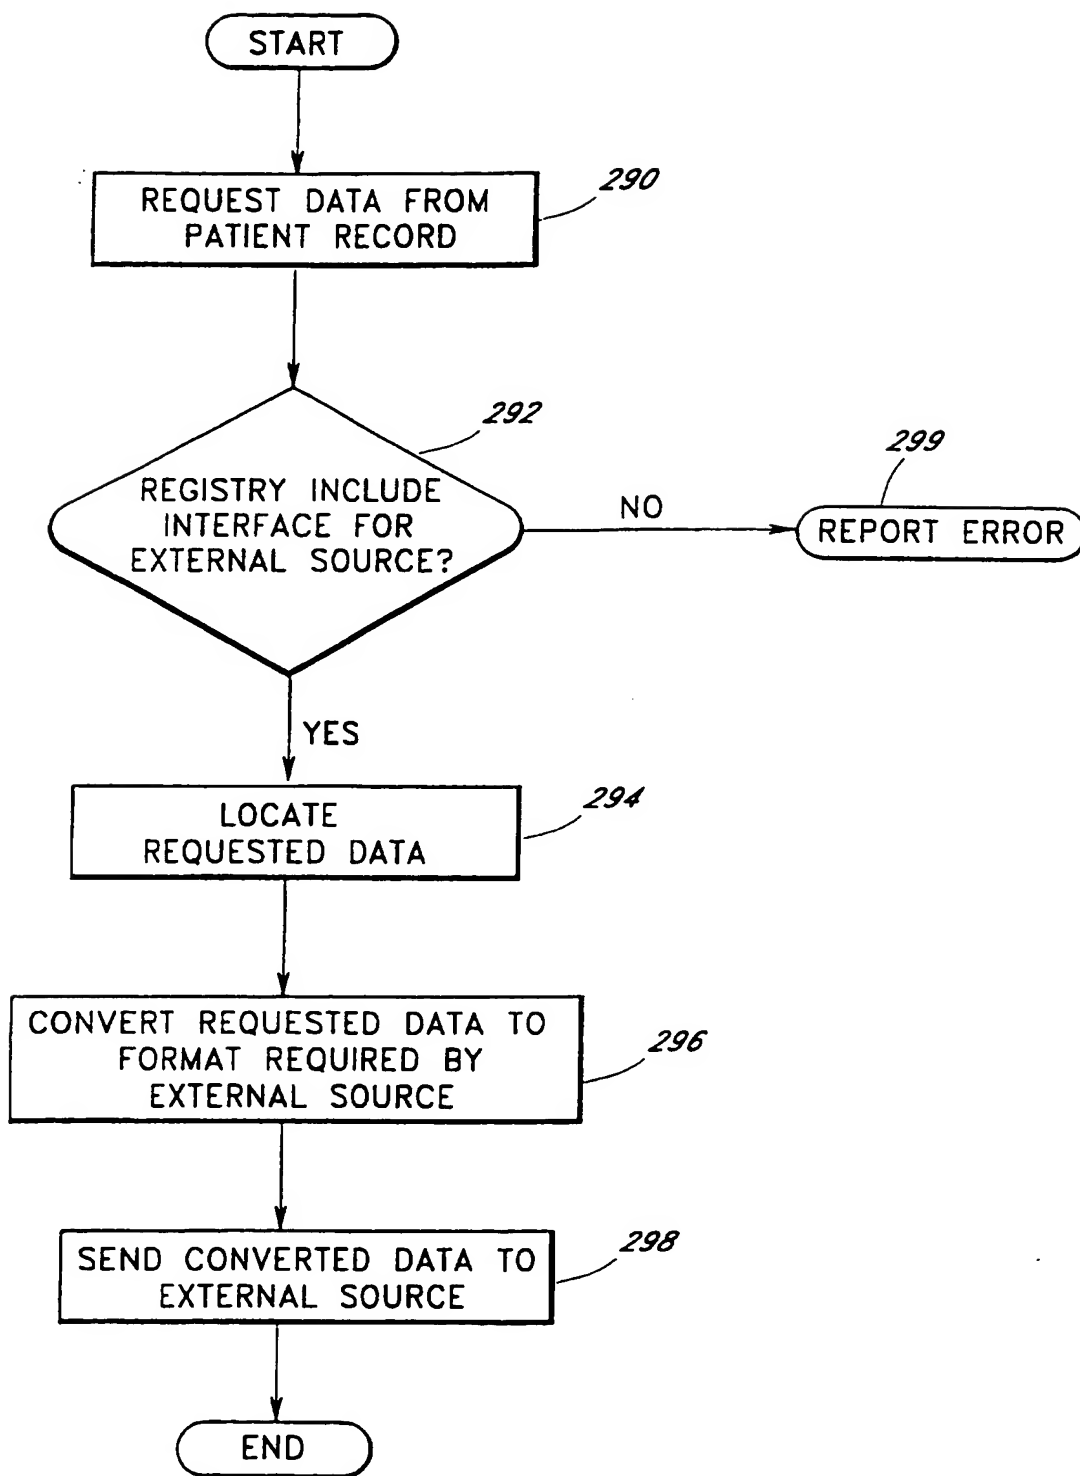 START
290
REQUEST DATA FROM
PATIENT RECORD
292
REGISTRY INCLUDE
INTERFACE FOR
EXTERNAL SOURCE?
NO
299
REPORT ERROR
YES
294
LOCATE
REQUESTED DATA
296
CONVERT REQUESTED DATA TO
FORMAT REQUIRED BY
EXTERNAL SOURCE
298
SEND CONVERTED DATA TO
EXTERNAL SOURCE
END